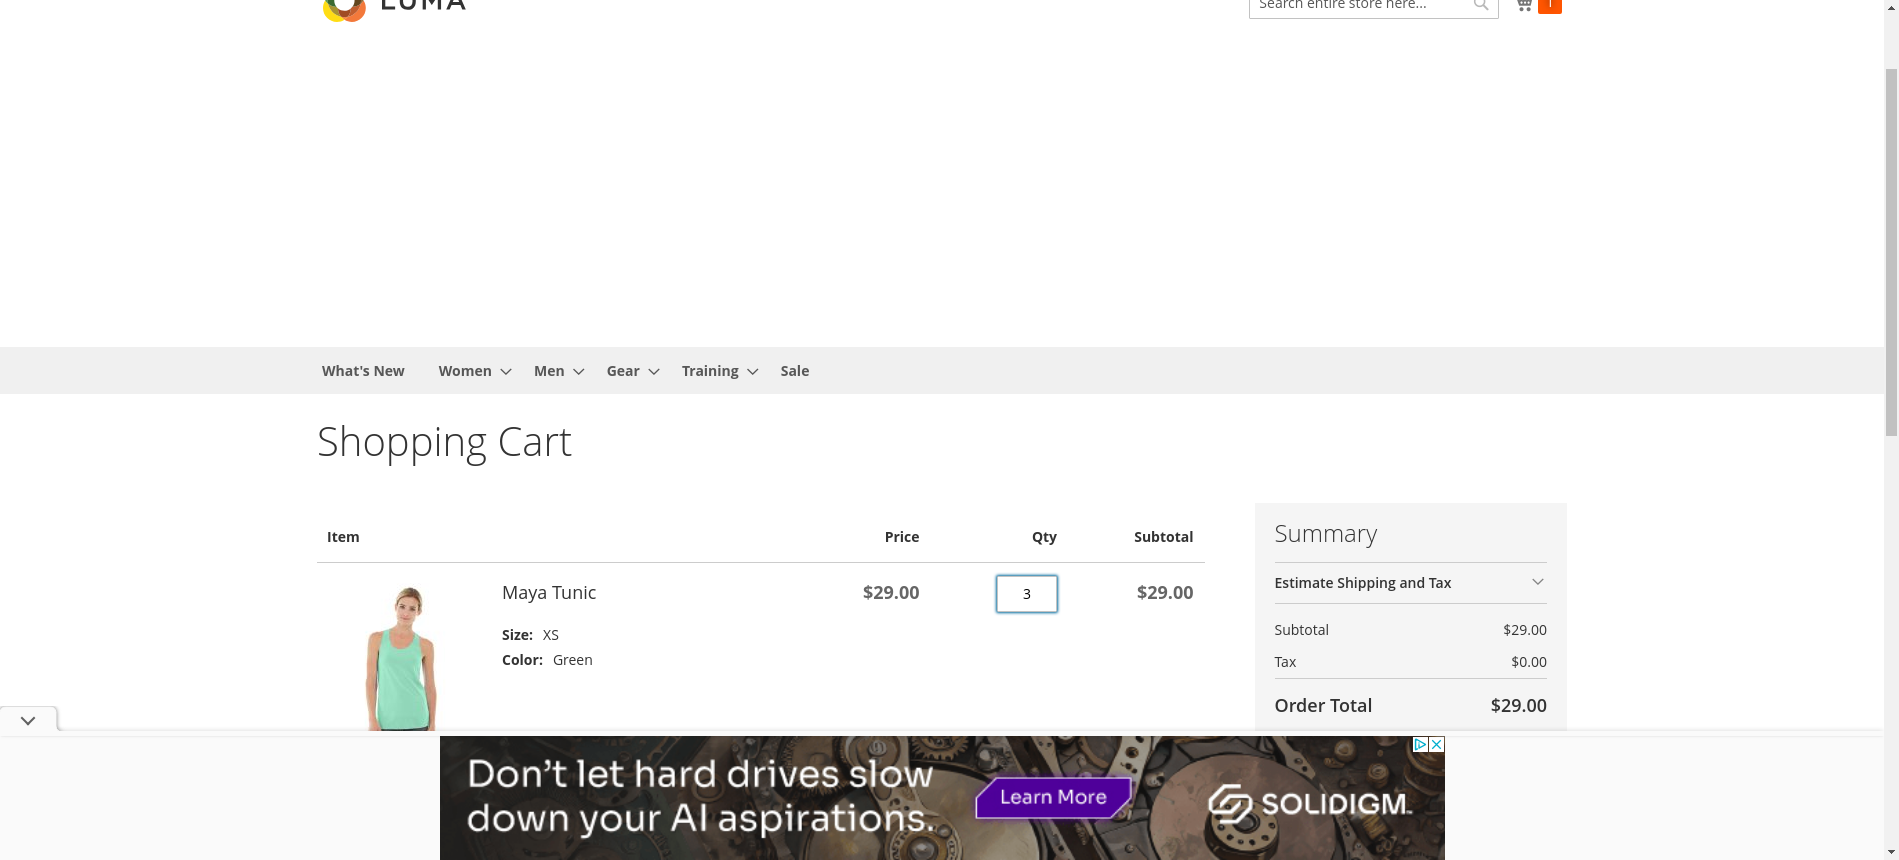 LUMA
Search entire store here...
1
What's New Women Men Gear Training Sale
Shopping Cart
Item Price Qty Subtotal
Maya Tunic $29.00 3 $29.00
Size: XS
Color: Green
Summary
Estimate Shipping and Tax
Subtotal $29.00
Tax $0.00
Order Total $29.00
Don't let hard drives slow
down your AI aspirations.
Learn More
SOLIDIGM